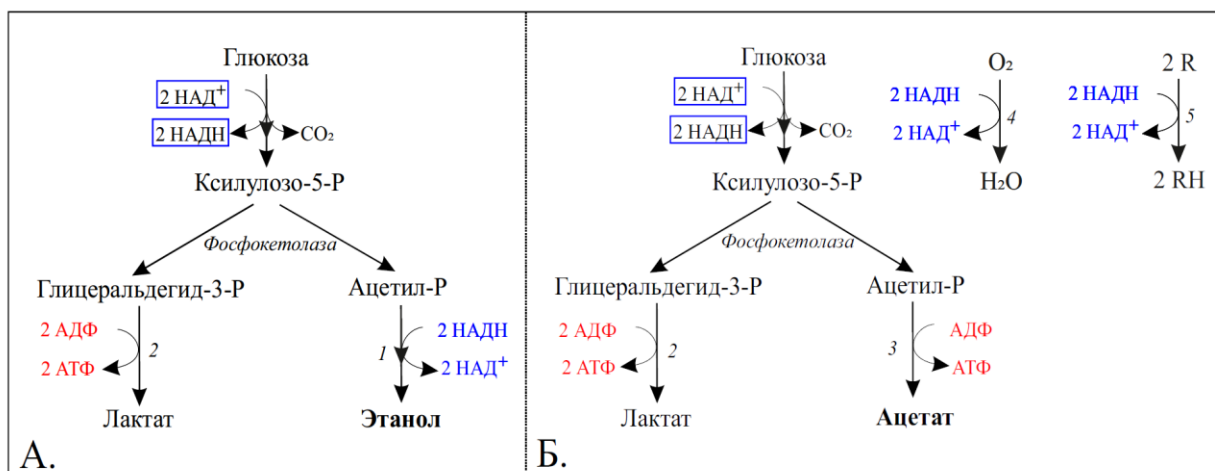 Глюкоза
2 НАД⁺
2 НАДН
CO₂
Ксилулозо-5-Р
Фосфокетолаза
Глицеральдегид-3-Р
Ацетил-Р
2 АДФ
2
2 АТФ
2 НАДН
1
2 НАД⁺
Лактат
Этанол
А.
Глюкоза
2 НАД⁺
2 НАДН
CO₂
O₂
2 НАДН
4
2 НАД⁺
H₂O
2 R
2 НАДН
5
2 НАД⁺
2 RH
Ксилулозо-5-Р
Фосфокетолаза
Глицеральдегид-3-Р
Ацетил-Р
2 АДФ
2
2 АТФ
АДФ
3
АТФ
Лактат
Ацетат
Б.